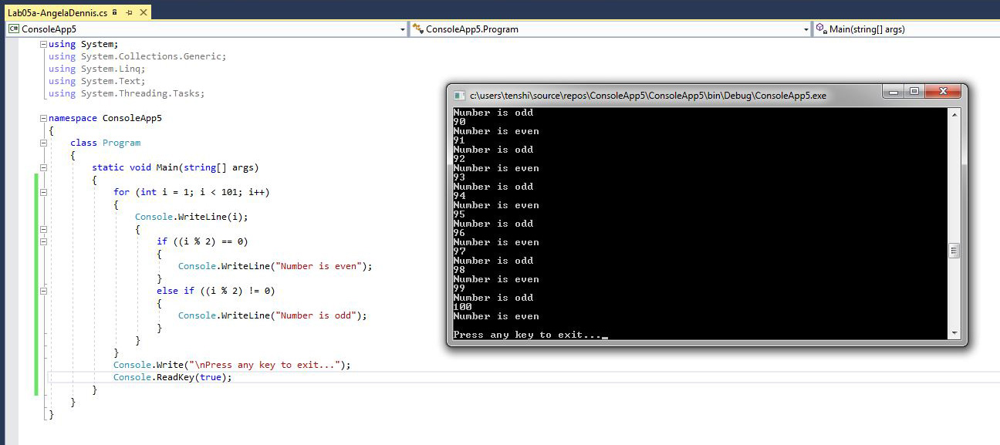 Lab05a-AngelaDennis.cs
C# ConsoleApp5
ConsoleApp5.Program
Main(string[] args)
using System;
using System.Collections.Generic;
using System.Linq;
using System.Text;
using System.Threading.Tasks;
namespace ConsoleApp5
{
class Program
{
static void Main(string[] args)
{
for (int i = 1; i < 101; i++)
{
Console.WriteLine(i);
{
if ((i % 2) == 0)
{
Console.WriteLine("Number is even");
}
else if ((i % 2) != 0)
{
Console.WriteLine("Number is odd");
}
}
}
Console.Write("\nPress any key to exit...");
Console.ReadKey(true);
}
}
}
c:\users\tenshi\source\repos\ConsoleApp5\ConsoleApp5\bin\Debug\ConsoleApp5.exe
Number is odd
90
Number is even
91
Number is odd
92
Number is even
93
Number is odd
94
Number is even
95
Number is odd
96
Number is even
97
Number is odd
98
Number is even
99
Number is odd
100
Number is even
Press any key to exit..._